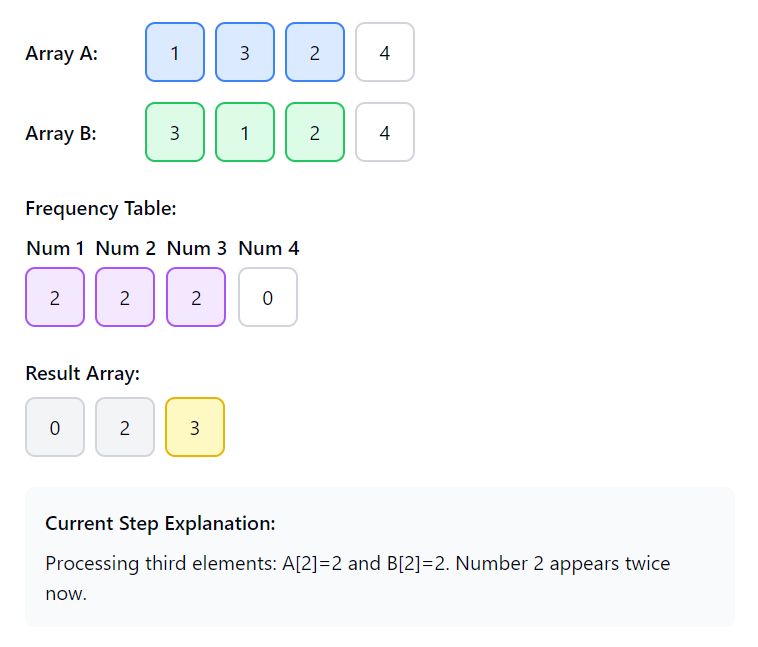 Array A: 1 3 2 4
Array B: 3 1 2 4
Frequency Table:
Num 1 Num 2 Num 3 Num 4
2 2 2 0
Result Array:
0 2 3
Current Step Explanation:
Processing third elements: A[2]=2 and B[2]=2. Number 2 appears twice
now.